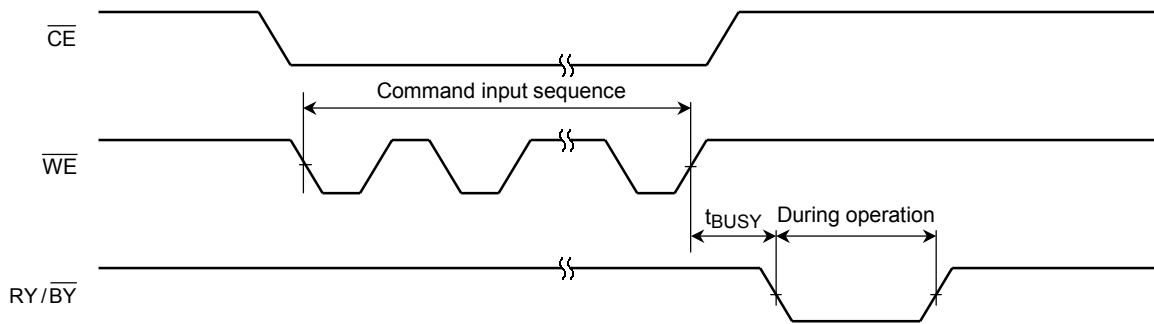 CE
Command input sequence
WE
tBUSY
During operation
RY/BY